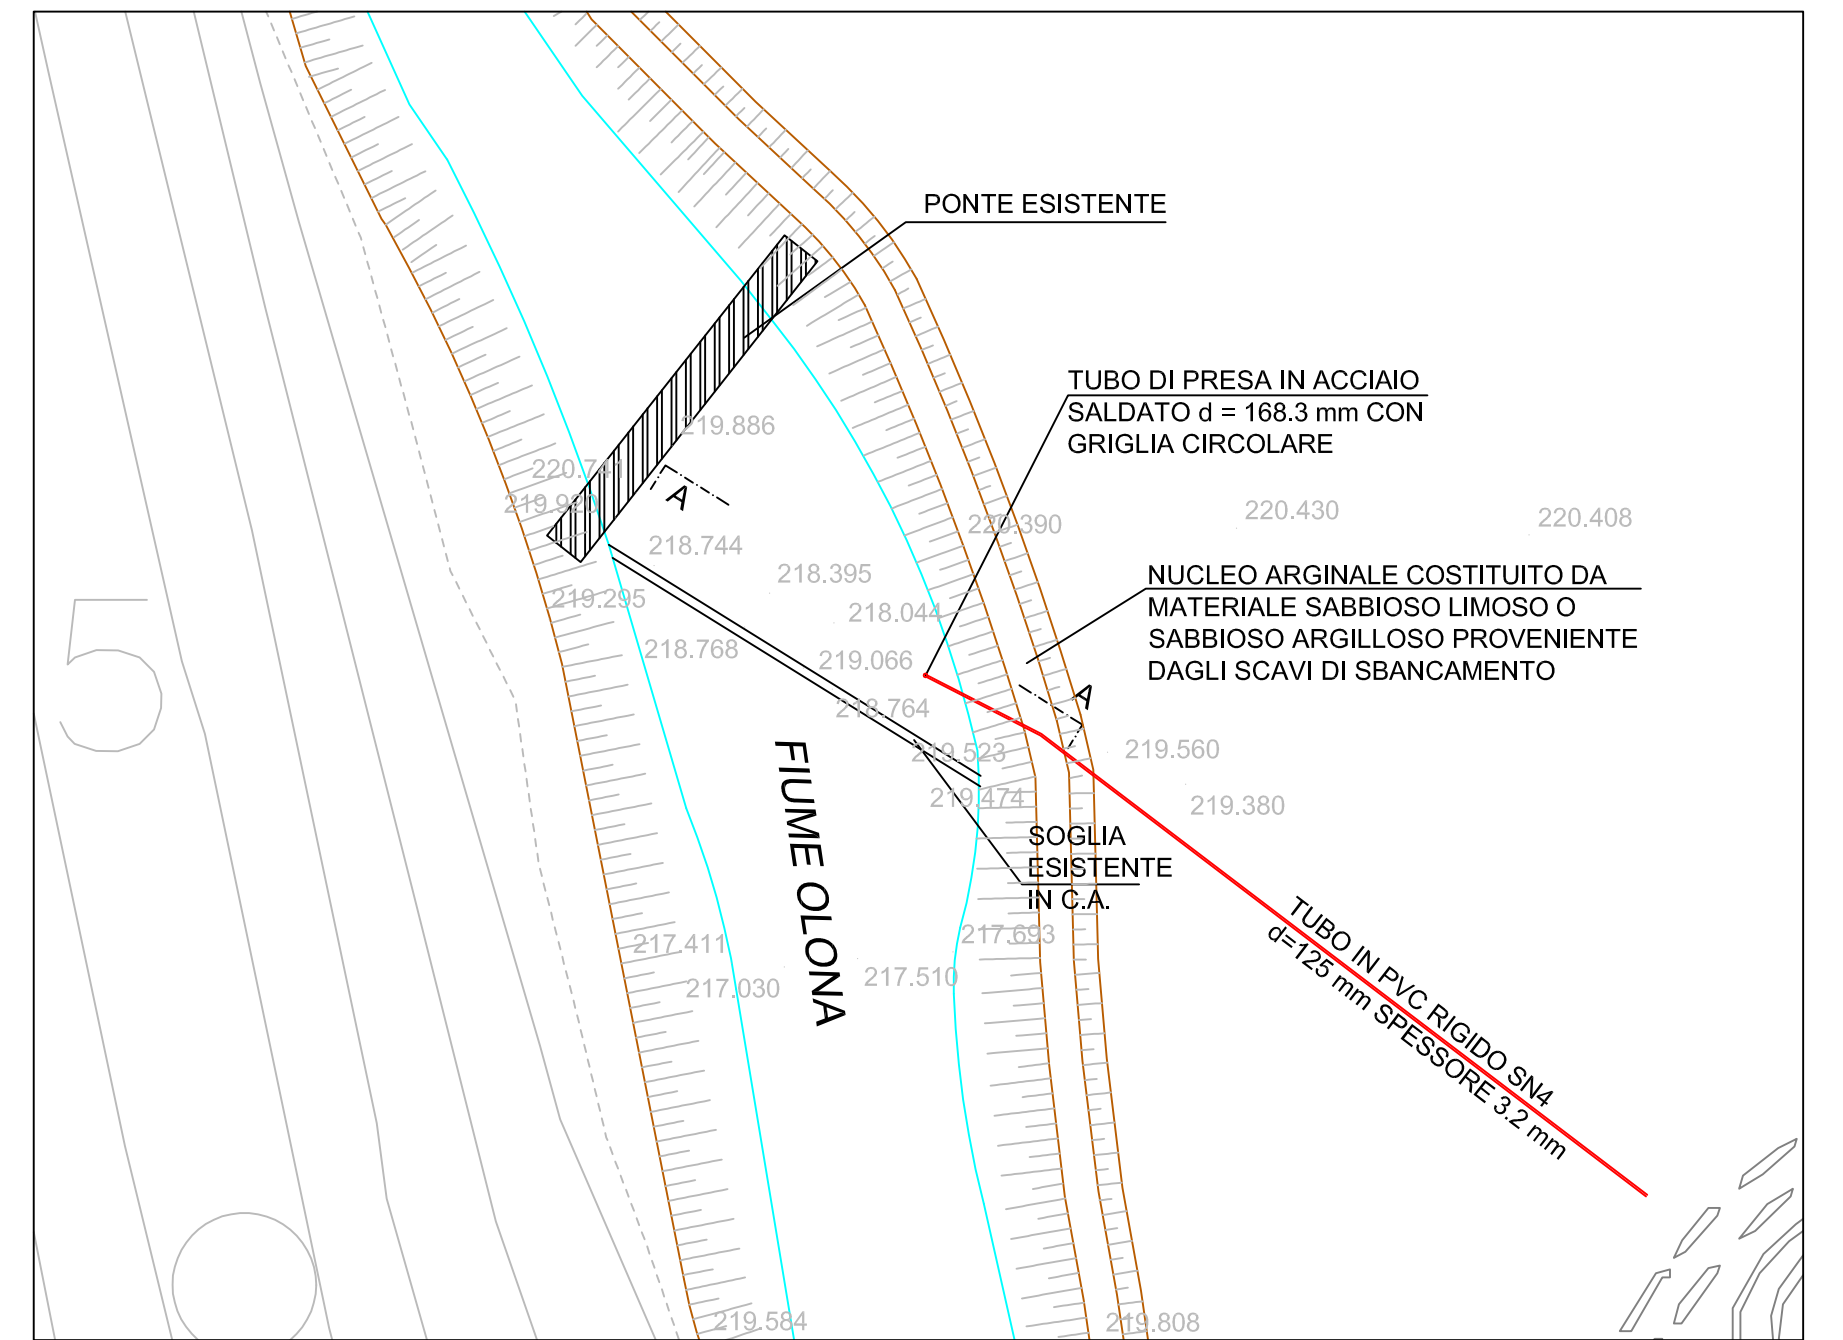 PONTE ESISTENTE
TUBO DI PRESA IN ACCIAIO
SALDATO d = 168.3 mm CON
GRIGLIA CIRCOLARE
219.886
220.741
219.920
A
220.390
220.430
220.408
218.744
218.395
NUCLEO ARGINALE COSTITUITO DA
MATERIALE SABBIOSO LIMOSO O
SABBIOSO ARGILLOSO PROVENIENTE
DAGLI SCAVI DI SBANCAMENTO
219.295
218.044
218.768
219.066
5
A
218.764
219.523
219.560
219.474
219.380
FIUME OLONA
SOGLIA
ESISTENTE
IN C.A.
217.411
217.693
217.030
217.510
TUBO IN PVC RIGIDO SN4
d=125 mm SPESSORE 3.2 mm
219.584
219.808